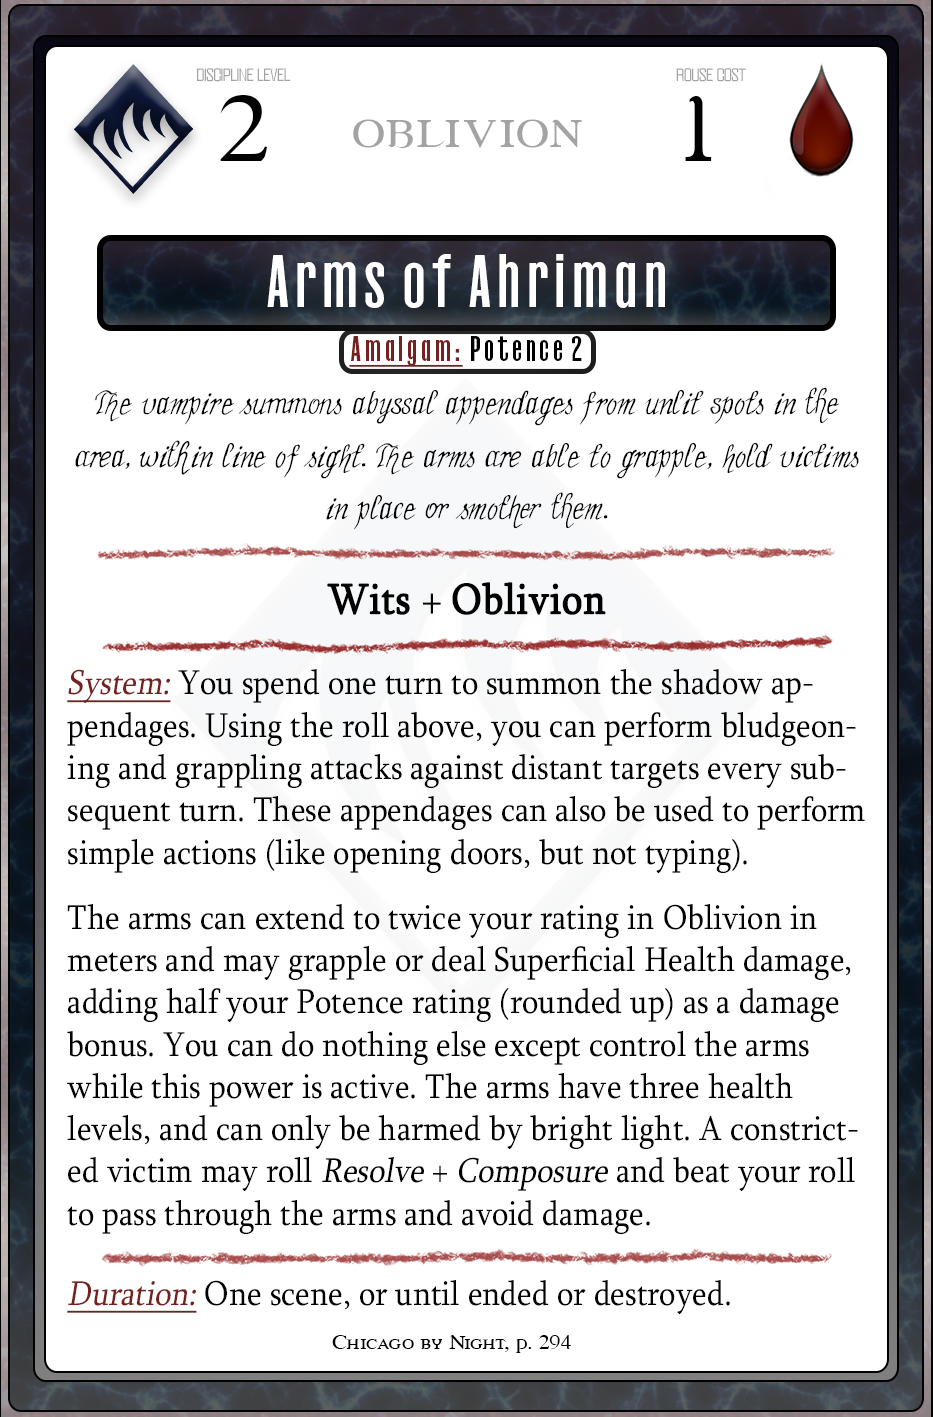 DISCIPLINE LEVEL
2
OBLIVION
ROUSE COST
1
Arms of Ahriman
Amalgam: Potence 2
The vampire summons abyssal appendages from unlit spots in the
area, within line of sight. The arms are able to grapple, hold victims
in place or smother them.
Wits + Oblivion
System: You spend one turn to summon the shadow ap-
pendages. Using the roll above, you can perform bludgeon-
ing and grappling attacks against distant targets every sub-
sequent turn. These appendages can also be used to perform
simple actions (like opening doors, but not typing).
The arms can extend to twice your rating in Oblivion in
meters and may grapple or deal Superficial Health damage,
adding half your Potence rating (rounded up) as a damage
bonus. You can do nothing else except control the arms
while this power is active. The arms have three health
levels, and can only be harmed by bright light. A constrict-
ed victim may roll Resolve + Composure and beat your roll
to pass through the arms and avoid damage.
Duration: One scene, or until ended or destroyed.
Chicago by Night, p. 294